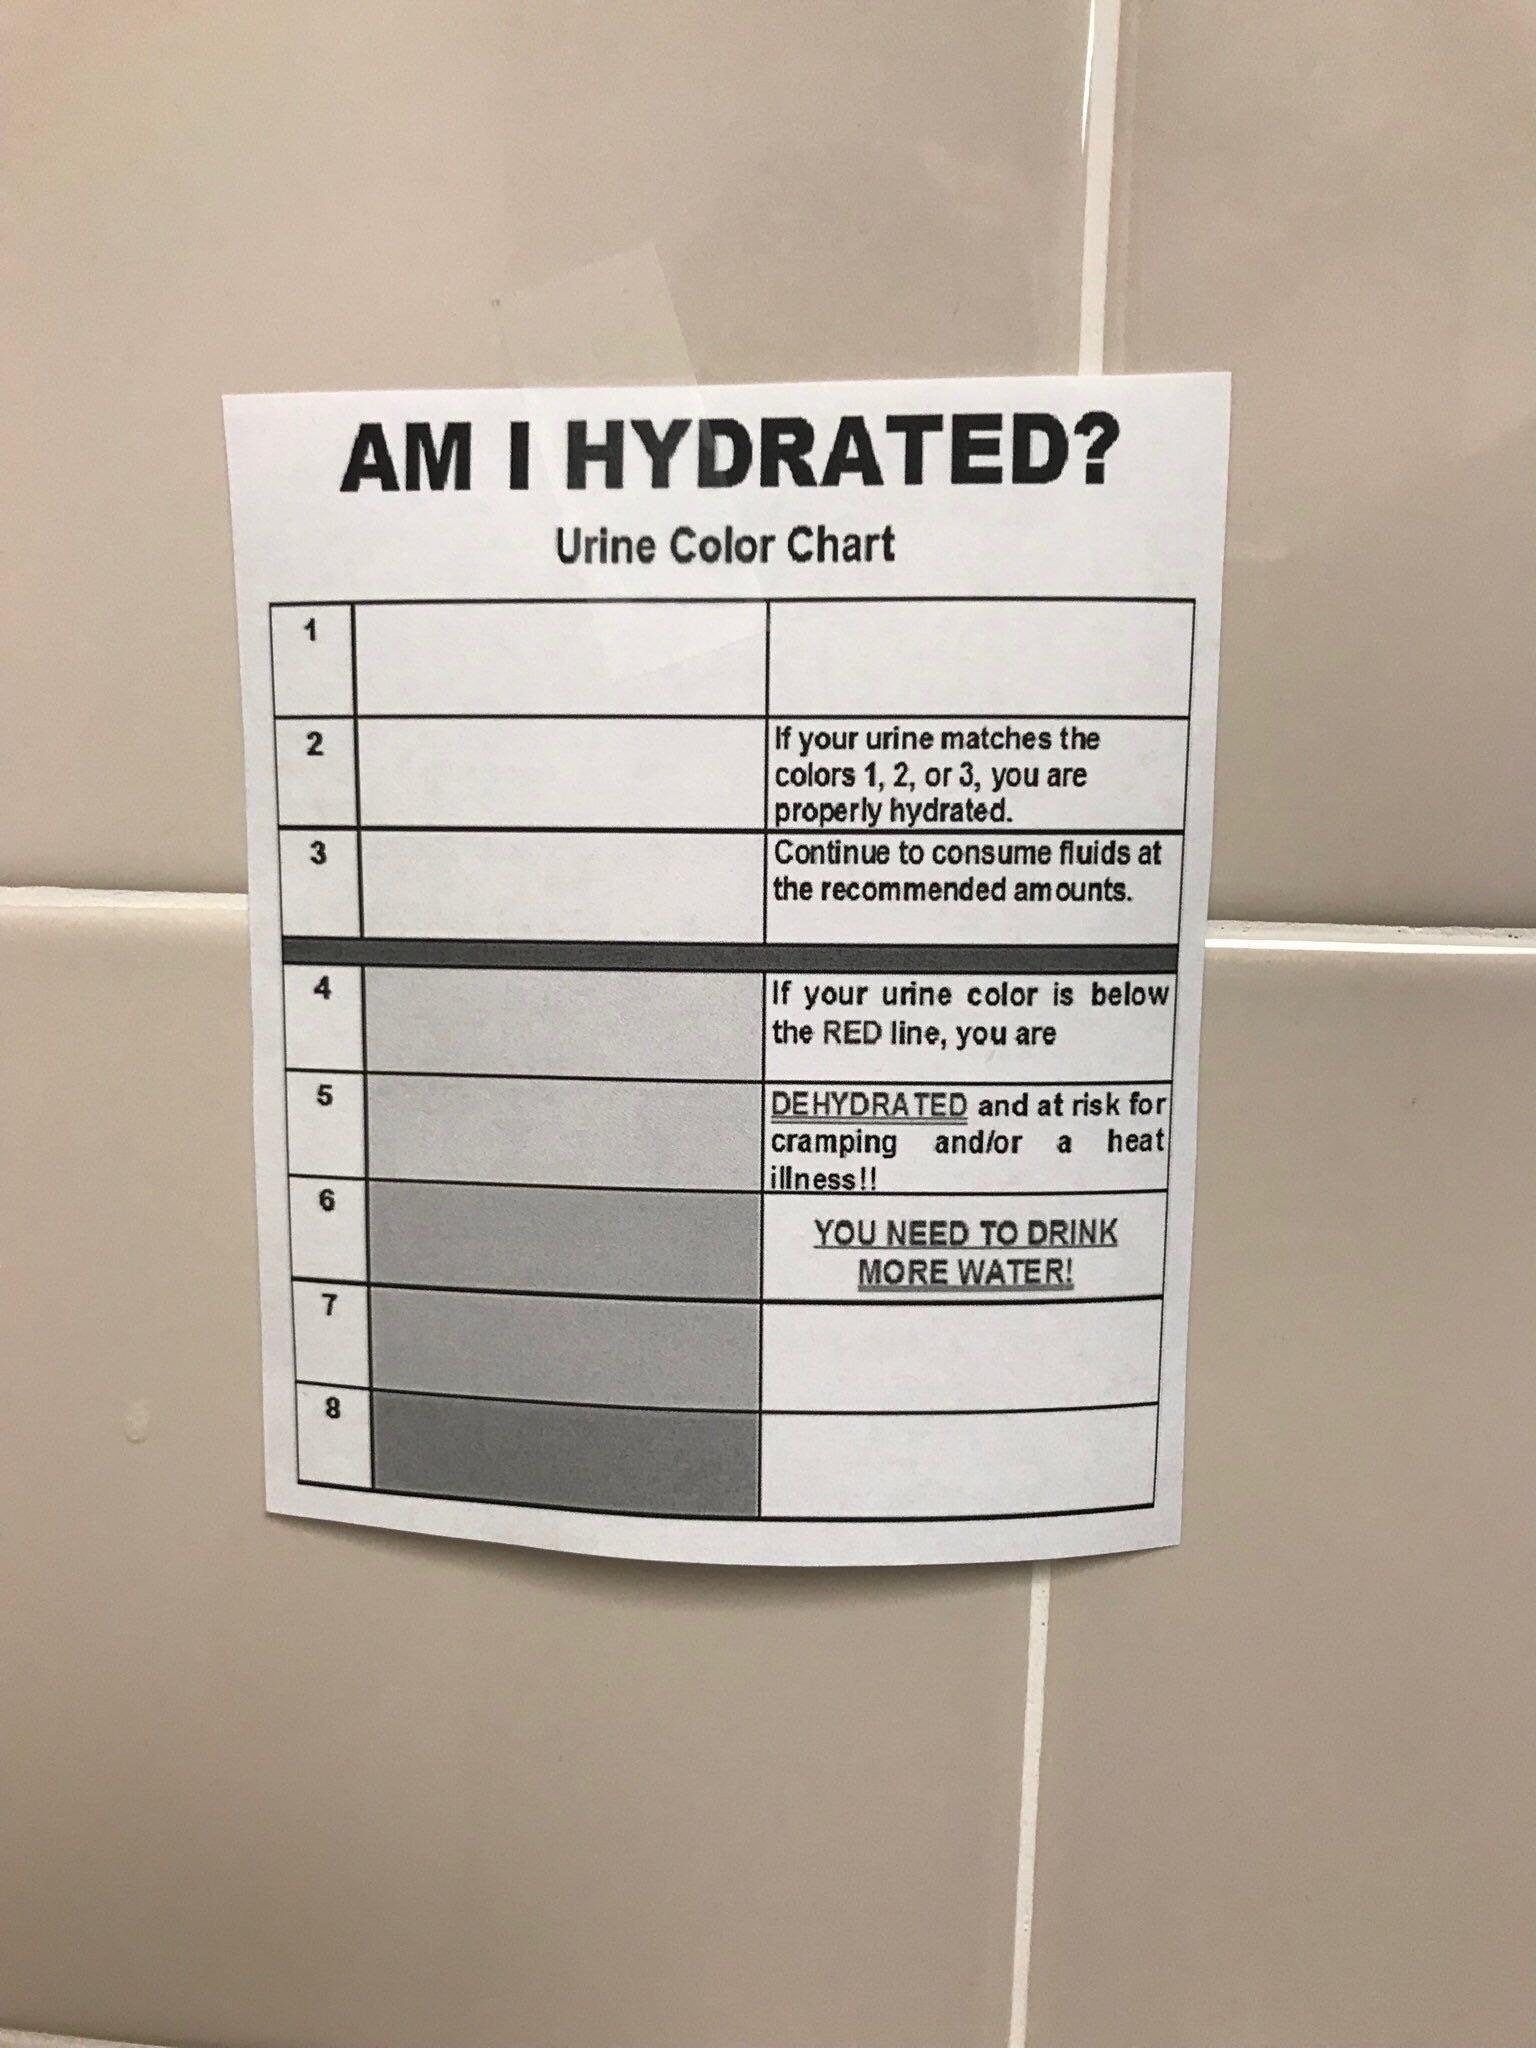 AM I HYDRATED?
Urine Color Chart
1
2
If your urine matches the
colors 1, 2, or 3, you are
properly hydrated.
3
Continue to consume fluids at
the recommended amounts.
4
If your urine color is below
the RED line, you are
5
DEHYDRATED and at risk for
cramping and/or a heat
illness!!
6
YOU NEED TO DRINK
MORE WATER!
7
8